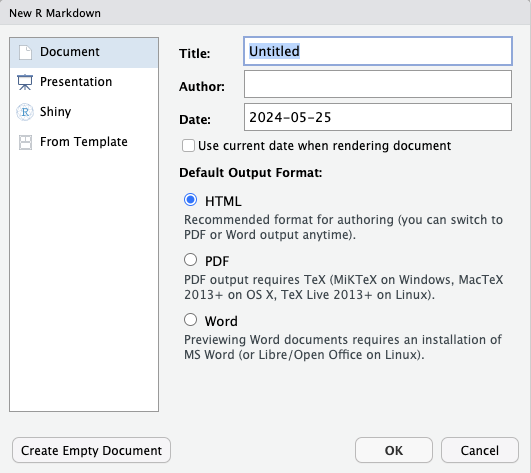 New R Markdown
Document
Presentation
Shiny
From Template
Title:
Untitled
Author:
Date:
2024-05-25
Use current date when rendering document
Default Output Format:
HTML
Recommended format for authoring (you can switch to
PDF or Word output anytime).
PDF
PDF output requires TeX (MiKTeX on Windows, MacTeX
2013+ on OS X, TeX Live 2013+ on Linux).
Word
Previewing Word documents requires an installation of
MS Word (or Libre/Open Office on Linux).
Create Empty Document
OK
Cancel